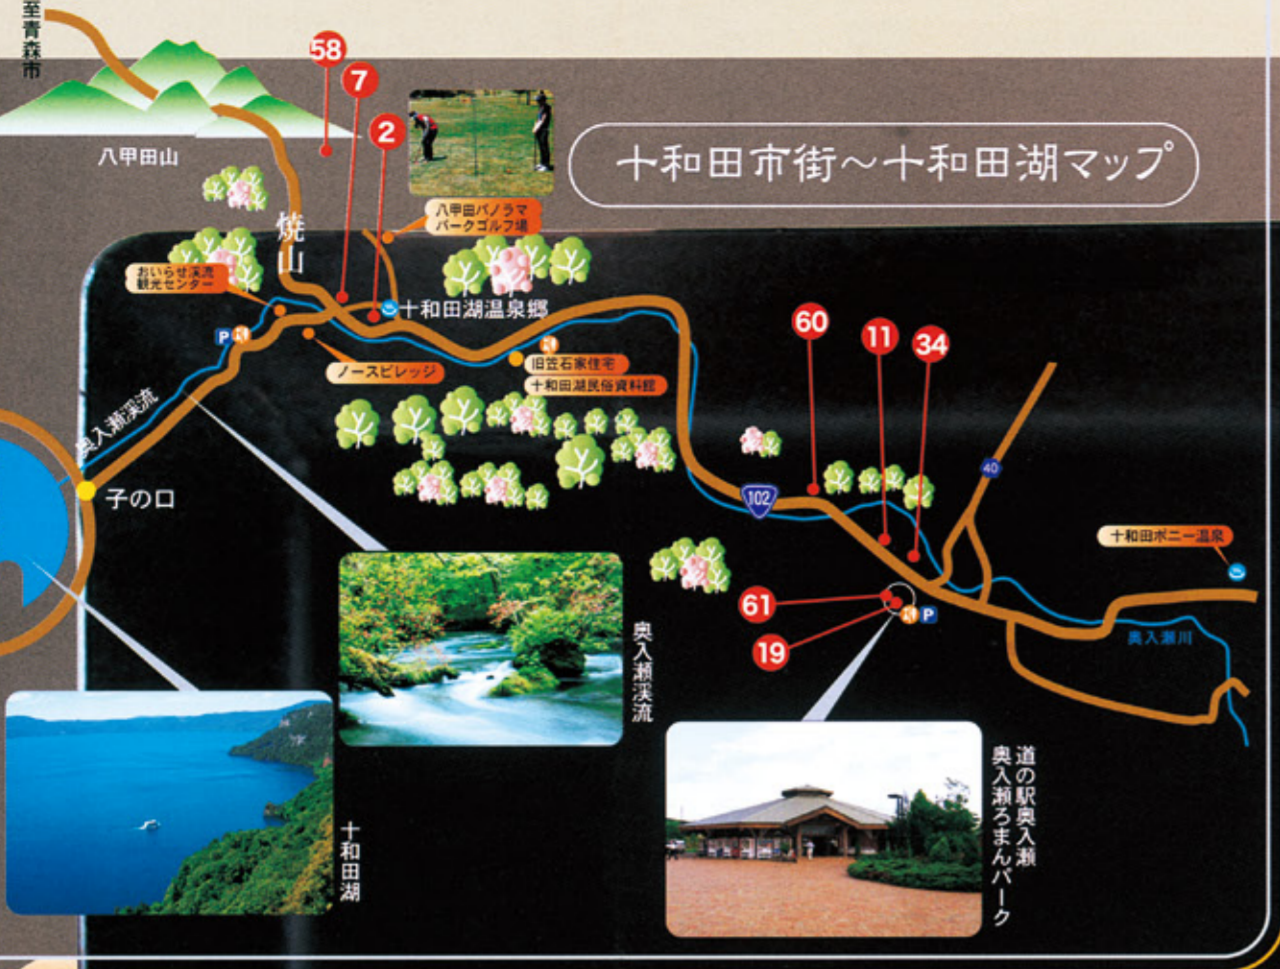 至青森市
58
7
2
十和田市街〜十和田湖マップ
八甲田山
八甲田パノラマ
パークゴルフ場
焼山
おいらせ渓流
観光センター
十和田湖温泉郷
P
旧笠石家住宅
十和田湖民俗資料館
ノースビレッジ
60
11
34
奥入瀬渓流
子の口
40
102
十和田ポニー温泉
61
19
P
奥入瀬川
奥入瀬渓流
道の駅奥入瀬
奥入瀬ろまんパーク
十和田湖